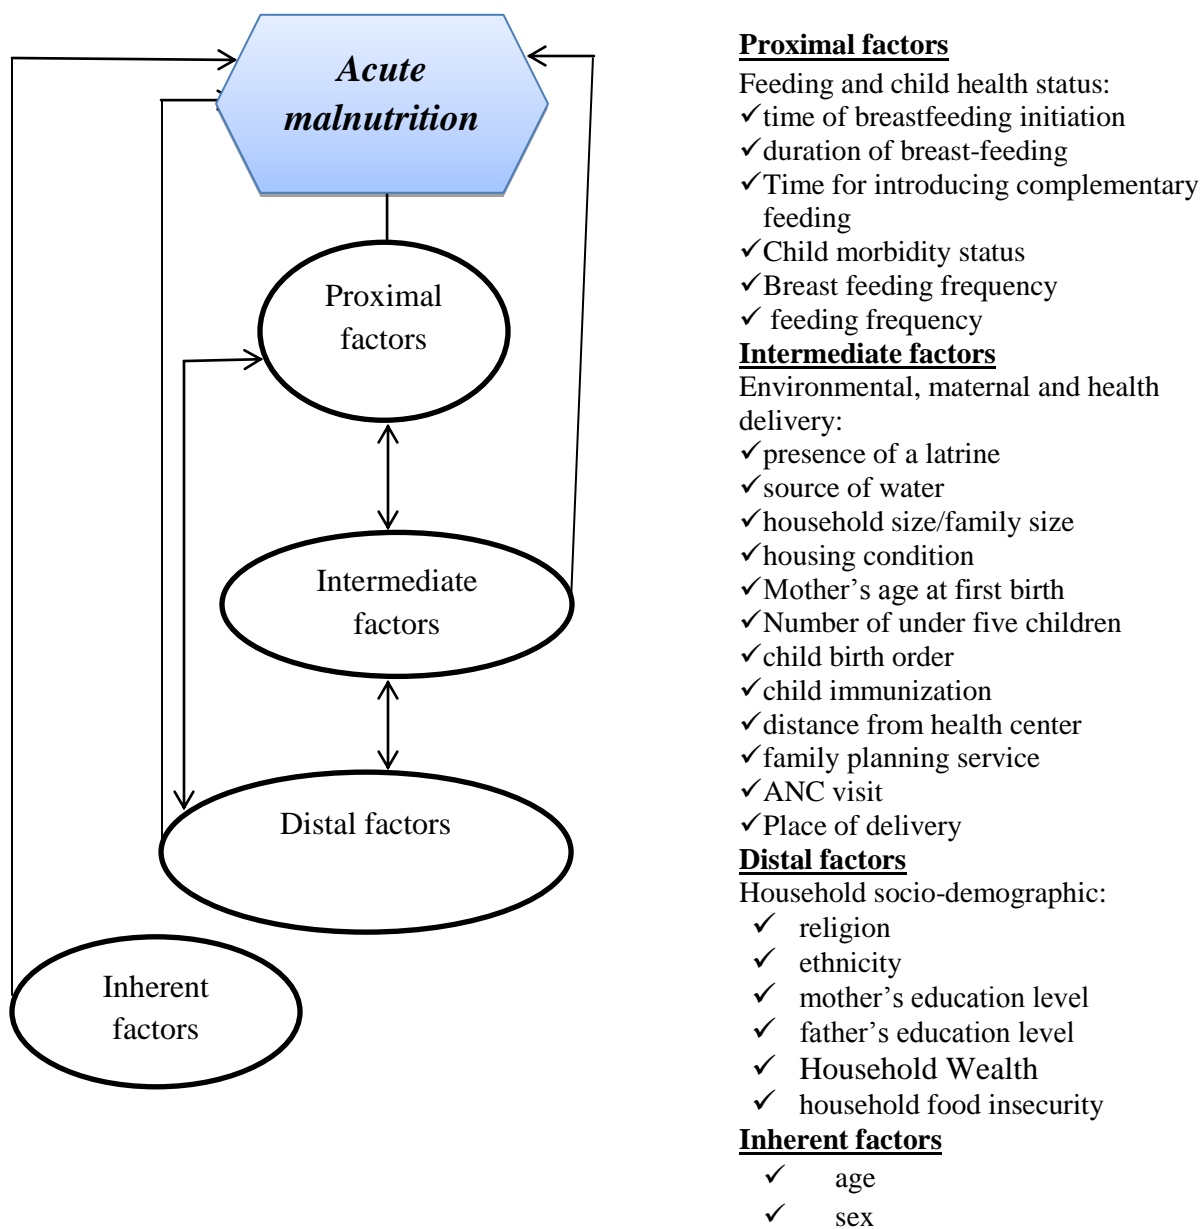 Acute
malnutrition
Proximal
factors
Intermediate
factors
Distal factors
Inherent
factors
Proximal factors
Feeding and child health status:
✓time of breastfeeding initiation
✓duration of breast-feeding
✓Time for introducing complementary
feeding
✓Child morbidity status
✓Breast feeding frequency
✓ feeding frequency
Intermediate factors
Environmental, maternal and health
delivery:
✓presence of a latrine
✓source of water
✓household size/family size
✓housing condition
✓Mother’s age at first birth
✓Number of under five children
✓child birth order
✓child immunization
✓distance from health center
✓family planning service
✓ANC visit
✓Place of delivery
Distal factors
Household socio-demographic:
✓ religion
✓ ethnicity
✓ mother’s education level
✓ father’s education level
✓ Household Wealth
✓ household food insecurity
Inherent factors
✓ age
✓ sex